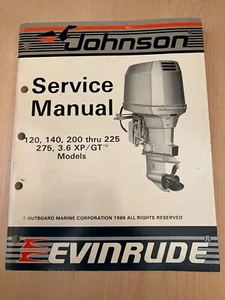 Johnson
Service
Manual
120, 140, 200 thru 225
275, 3.6 XP/GT™
Models
© OUTBOARD MARINE CORPORATION 1986 ALL RIGHTS RESERVED
EVINRUDE®